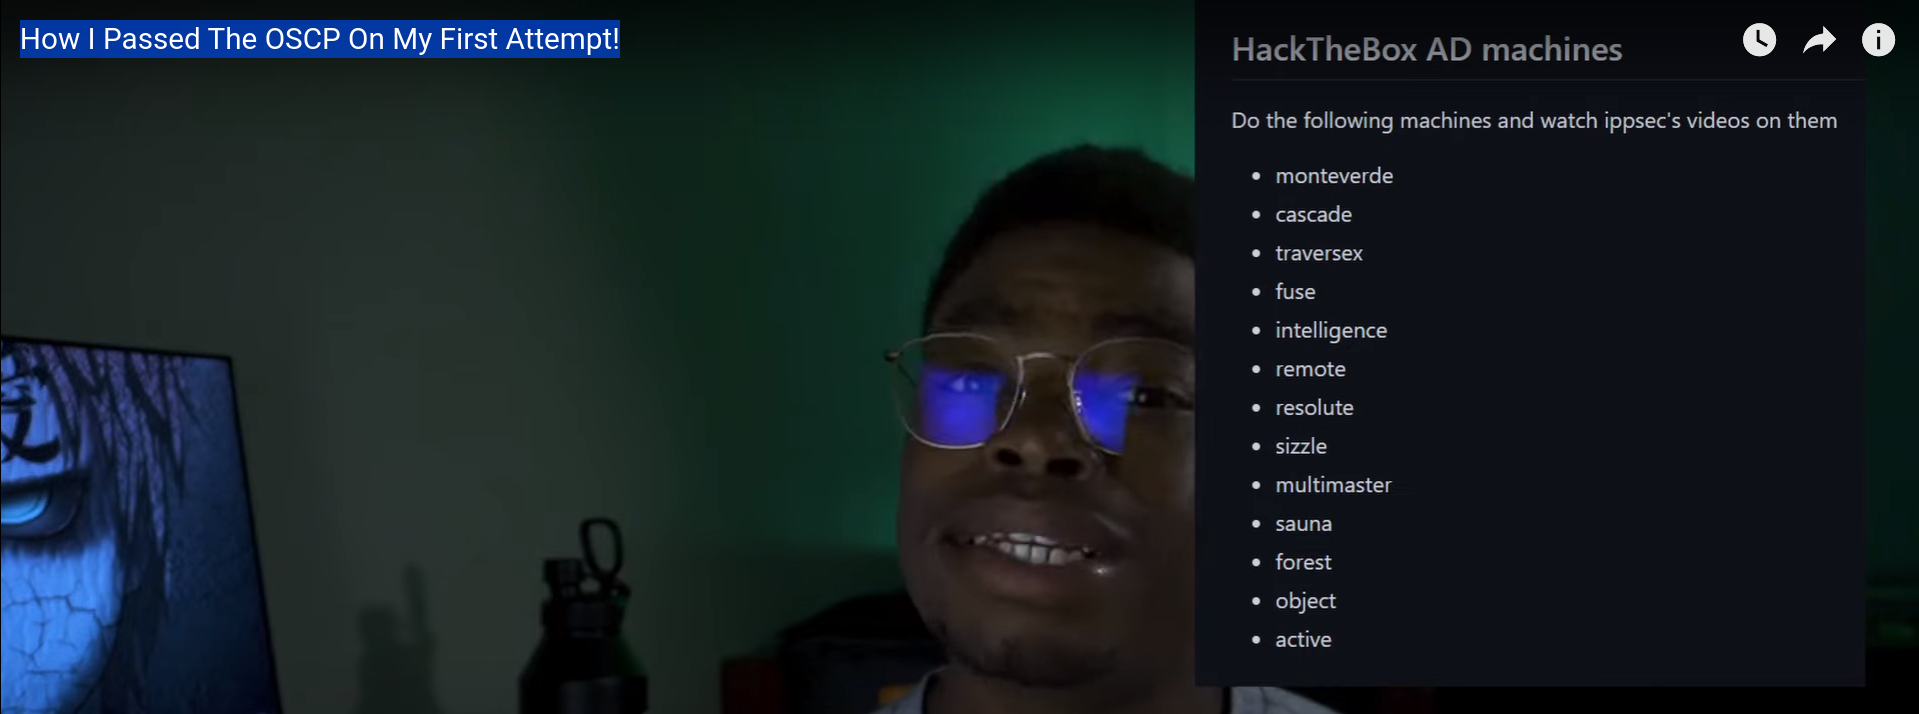 How I Passed The OSCP On My First Attempt!
HackTheBox AD machines
Do the following machines and watch ippsec's videos on them
monteverde
cascade
traversex
fuse
intelligence
remote
resolute
sizzle
multimaster
sauna
forest
object
active